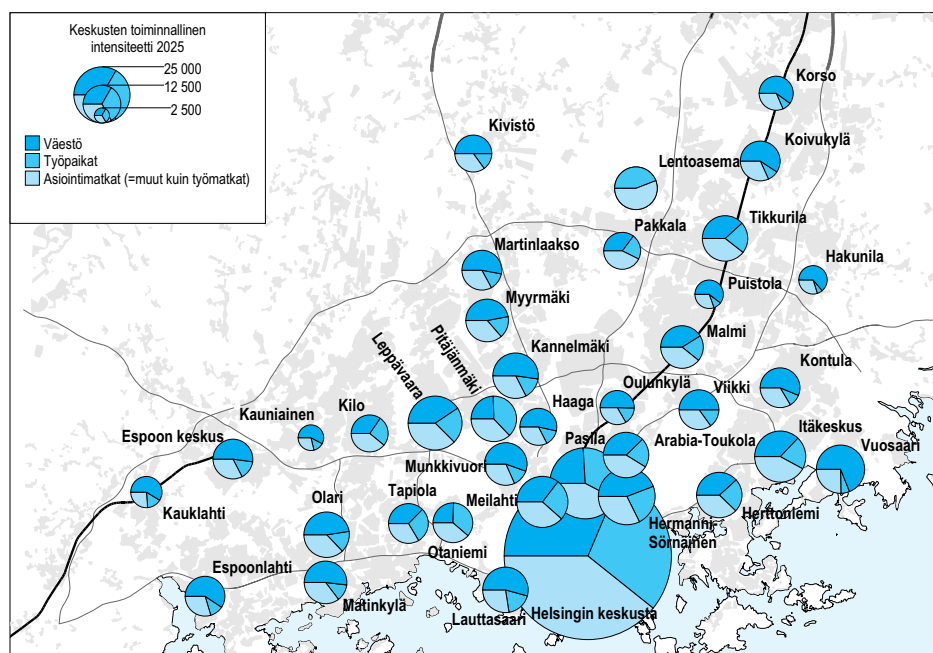 Keskusten toiminnallinen
intensiteetti 2025
25 000
12 500
2 500
Väestö
Työpaikat
Asiointimatkat (=muut kuin työmatkat)
Korso
Kivistö
Koivukylä
Lentoasema
Tikkurila
Pakkala
Martinlaakso
Hakunila
Puistola
Myyrmäki
Malmi
Pitäjänmäki
Leppävaara
Kannelmäki
Kontula
Oulunkylä
Viikki
Haaga
Kauniainen
Kilo
Itäkeskus
Espoon keskus
Pasila
Arabia-Toukola
Vuosaari
Munkkivuori
Kauklahti
Olari
Tapiola
Meilahti
Herttoniemi
Hermanni-
Sörnäinen
Otaniemi
Espoonlahti
Matinkylä
Lauttasaari
Helsingin keskusta